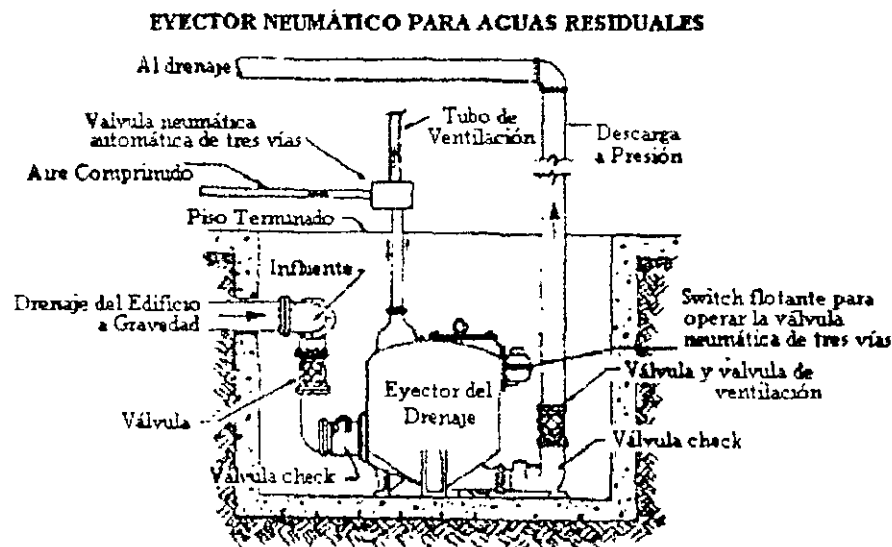 EYECTOR NEUMÁTICO PARA AGUAS RESIDUALES
Al drenaje
Tubo de
Ventilación
Valvula neumática
automática de tres vías
Descarga
a Presión
Aire Comprimido
Piso Terminado
Influente
Drenaje del Edificio
a Gravedad
Switch flotante para
operar la válvula
neumática de tres vías
Eyector del
Drenaje
Válvula y valvula de
ventilación
Válvula
Válvula check
Válvula check